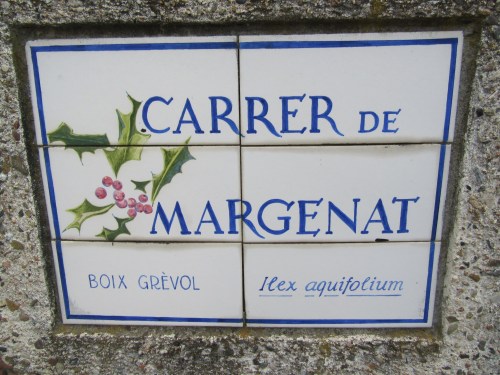 CARRER DE
MARGENAT
BOIX GRÈVOL
Ilex aquifolium